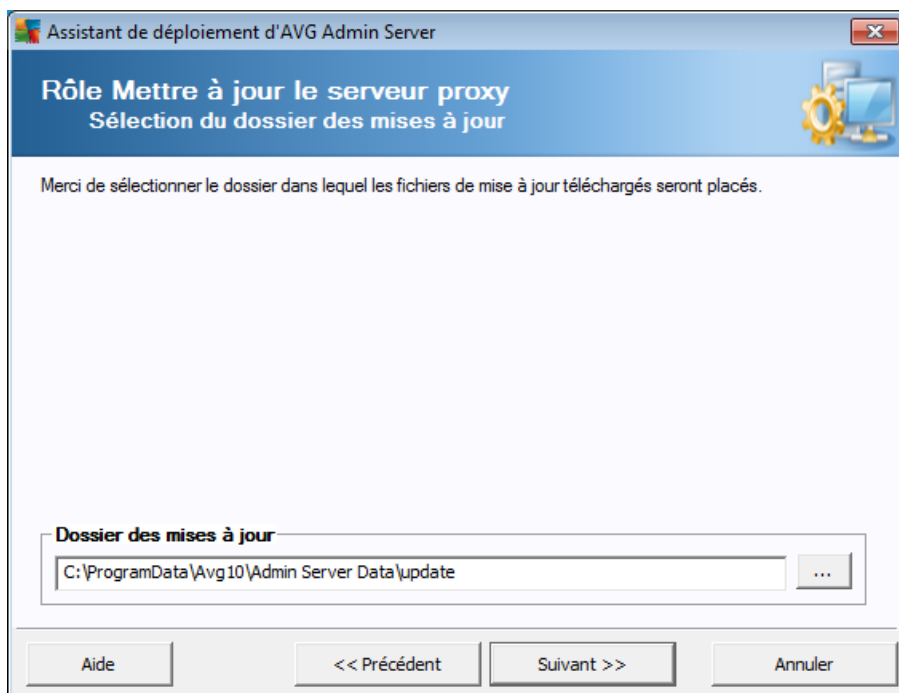 Assistant de déploiement d'AVG Admin Server
Rôle Mettre à jour le serveur proxy
Sélection du dossier des mises à jour
Merci de sélectionner le dossier dans lequel les fichiers de mise à jour téléchargés seront placés.
Dossier des mises à jour
C:\ProgramData\Avg10\Admin Server Data\update
...
Aide
<< Précédent
Suivant >>
Annuler